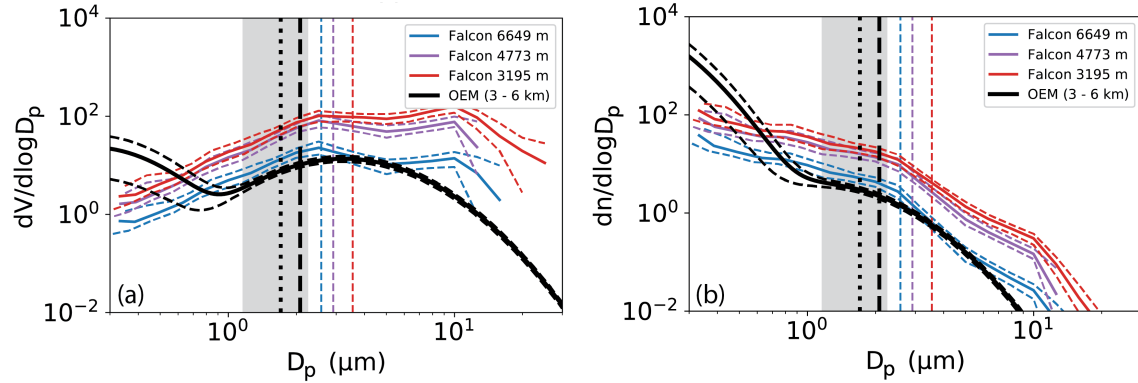 10^4
10^2
10^0
10^-2
dV/dlogD_p
Falcon 6649 m
Falcon 4773 m
Falcon 3195 m
OEM (3 - 6 km)
(a)
10^0
10^1
D_p (μm)
10^4
10^2
10^0
10^-2
dn/dlogD_p
Falcon 6649 m
Falcon 4773 m
Falcon 3195 m
OEM (3 - 6 km)
(b)
10^0
10^1
D_p (μm)